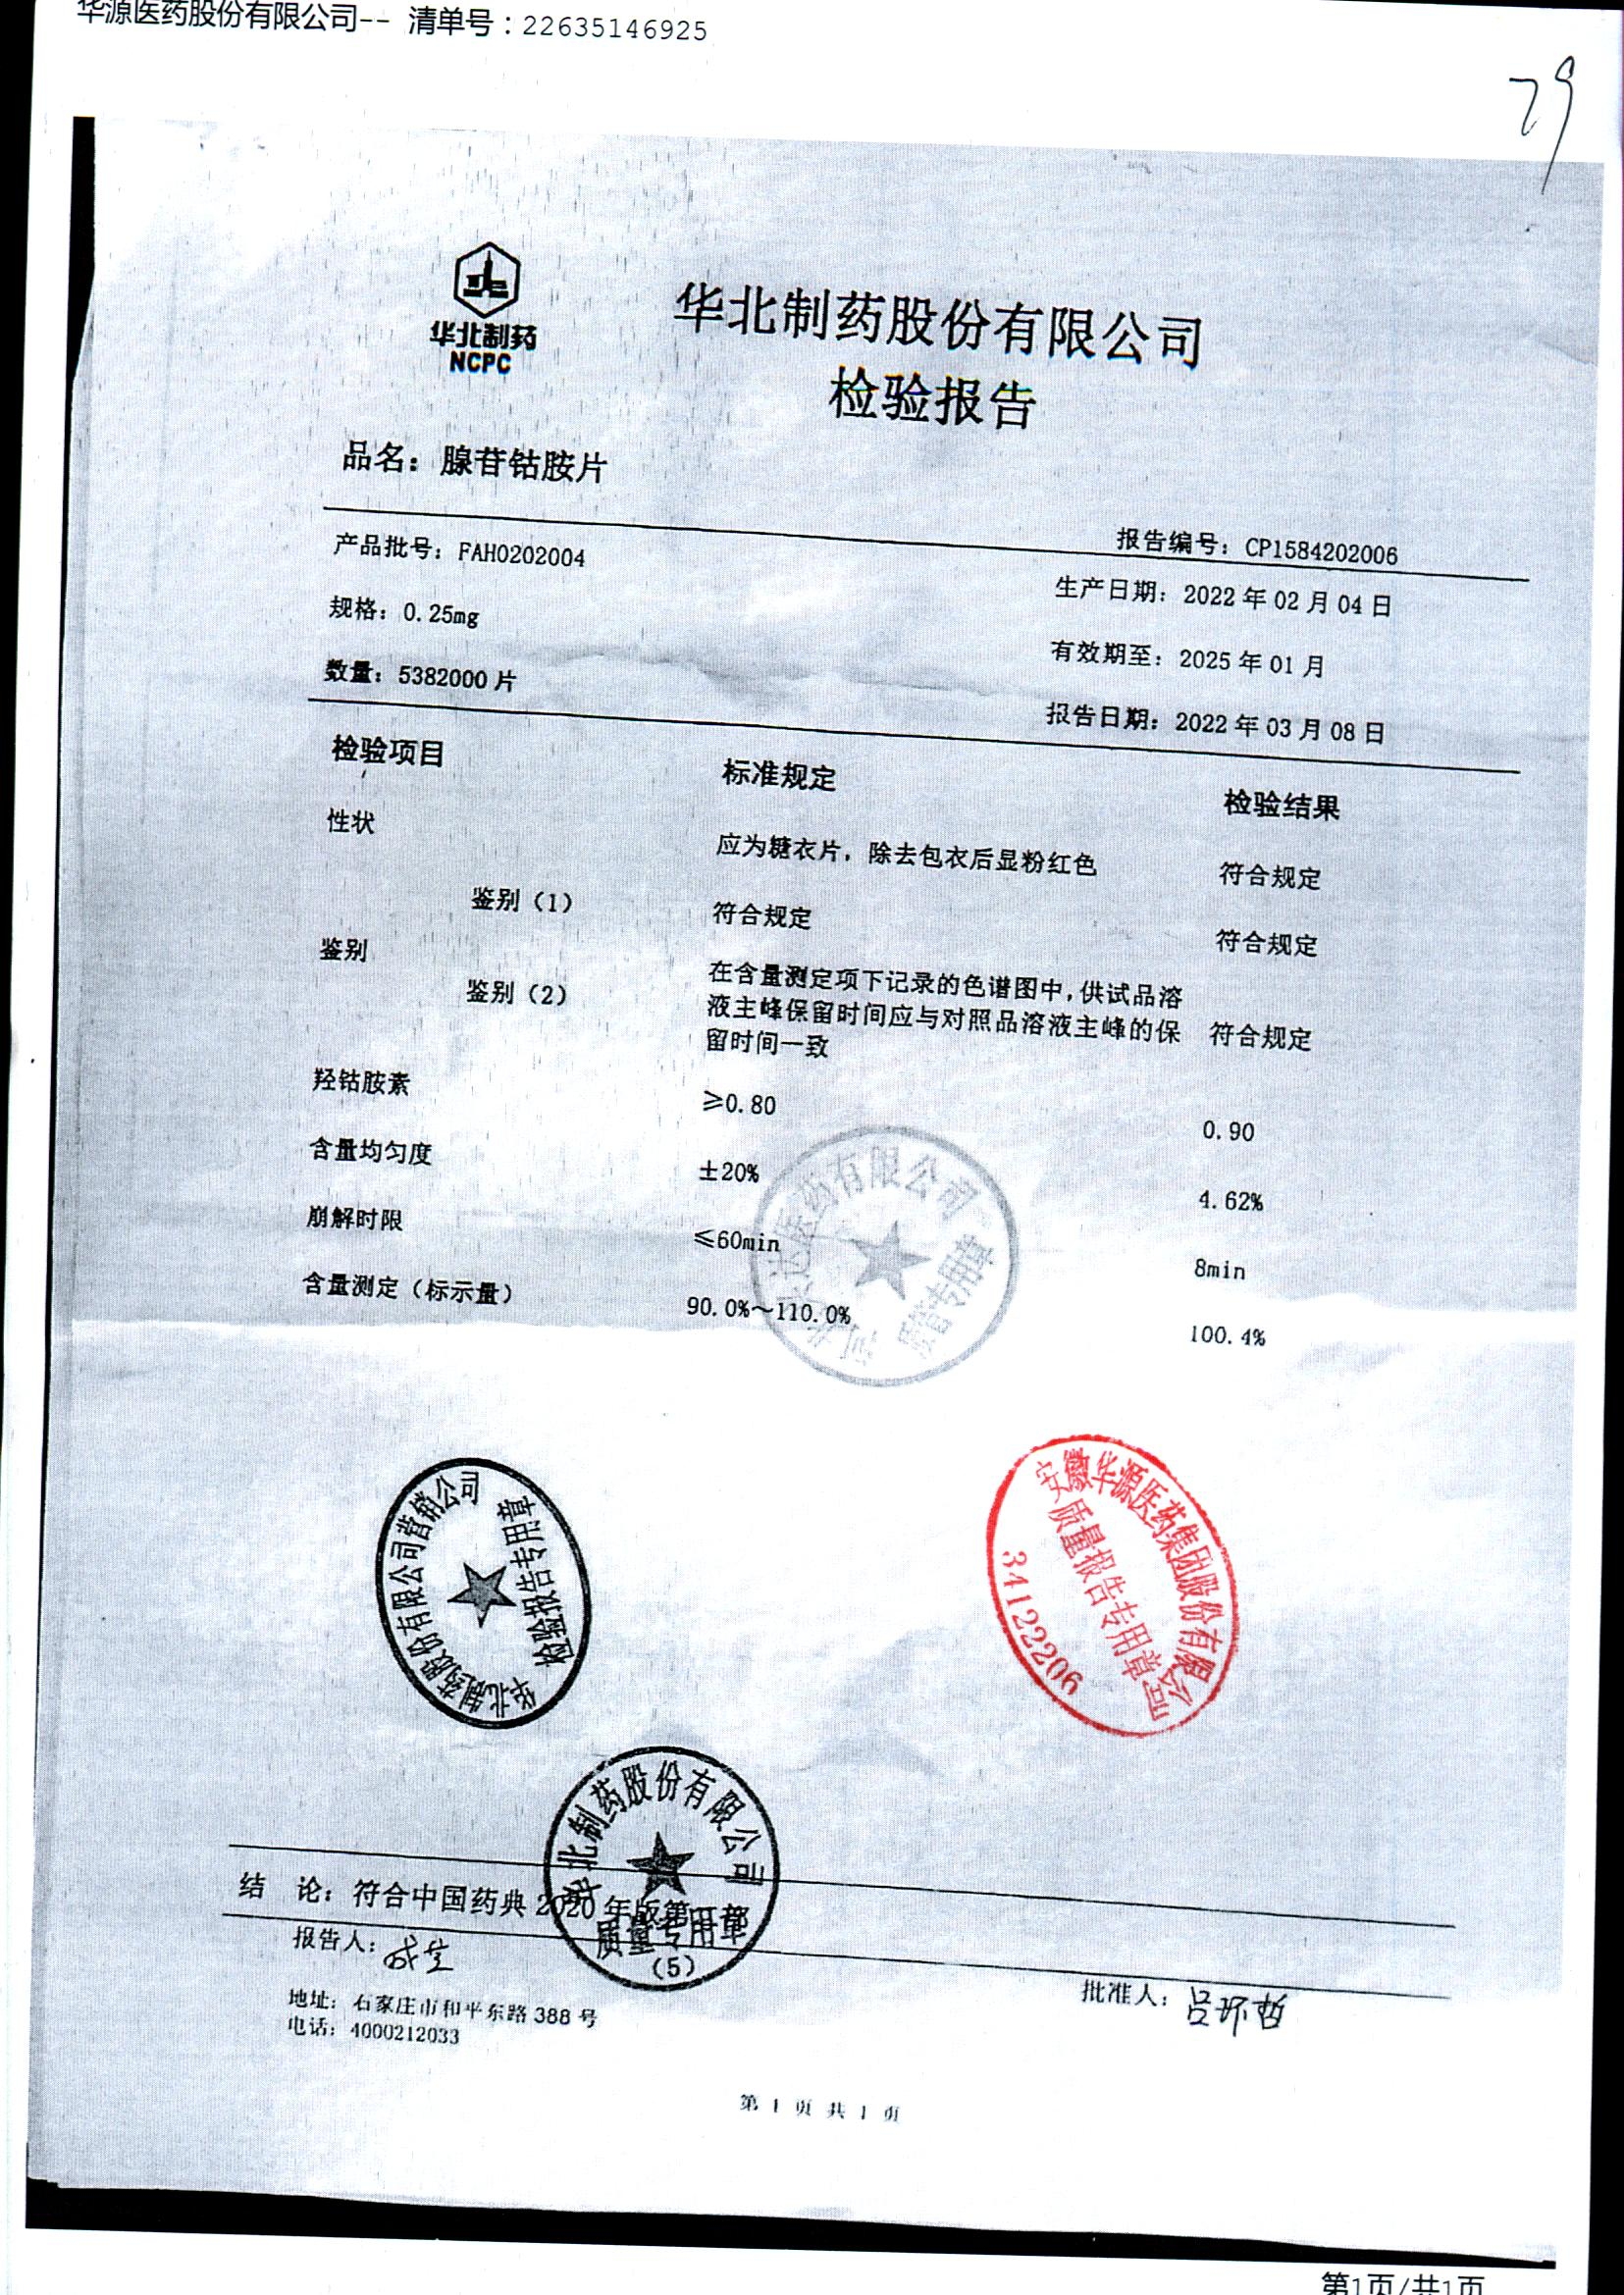 华源医药股份有限公司-- 清单号：22635146925
79
华北制药
NCPC
华北制药股份有限公司
检验报告
品名：腺苷钴胺片
报告编号：CP1584202006
产品批号：FAH0202004
生产日期：2022年02月04日
规格：0.25mg
有效期至：2025年01月
数量：5382000片
报告日期：2022年03月08日
检验项目 标准规定 检验结果
性状 应为糖衣片，除去包衣后显粉红色 符合规定
鉴别 鉴别（1） 符合规定 符合规定
鉴别（2） 在含量测定项下记录的色谱图中，供试品溶
液主峰保留时间应与对照品溶液主峰的保 符合规定
留时间一致
羟钴胺素 ≥0.80 0.90
含量均匀度 ±20% 4.62%
崩解时限 ≤60min 8min
含量测定（标示量） 90.0%～110.0% 100.4%
医药有限公司
质管专用章
华北制药股份有限公司营销公司
检验报告专用章
安徽华源医药集团股份有限公司
质量报告专用章
34122206
华北制药股份有限公司
质量专用章
（5）
结 论：符合中国药典2020年版第二部
报告人：
批准人：
地址：石家庄市和平东路388号
电话：4000212033
第 1 页 共 1 页
第1页/共1页